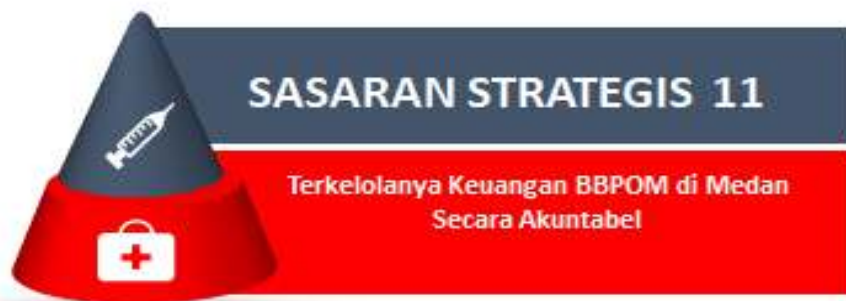 SASARAN STRATEGIS 11
Terkelolanya Keuangan BBPOM di Medan
Secara Akuntabel